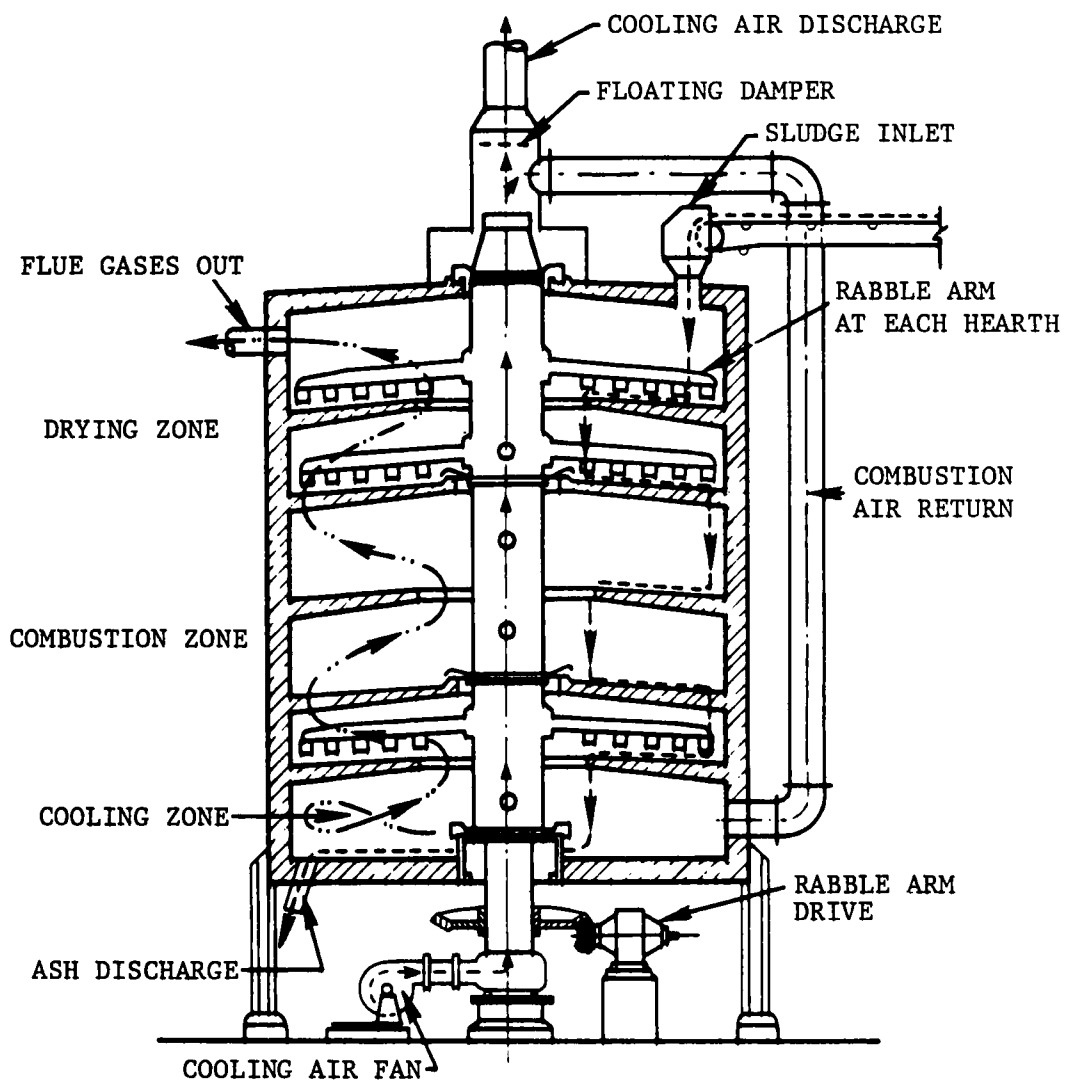 COOLING AIR DISCHARGE
FLOATING DAMPER
SLUDGE INLET
FLUE GASES OUT
RABBLE ARM
AT EACH HEARTH
DRYING ZONE
COMBUSTION
AIR RETURN
COMBUSTION ZONE
COOLING ZONE
RABBLE ARM
DRIVE
ASH DISCHARGE
COOLING AIR FAN